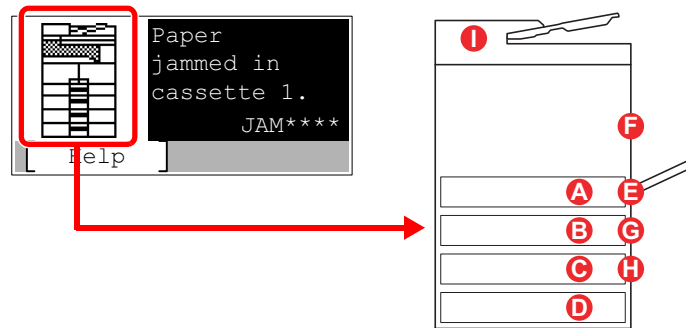 Paper
jammed in
cassette 1.
JAM****
[ Help ]
I
F
A E
B G
C H
D